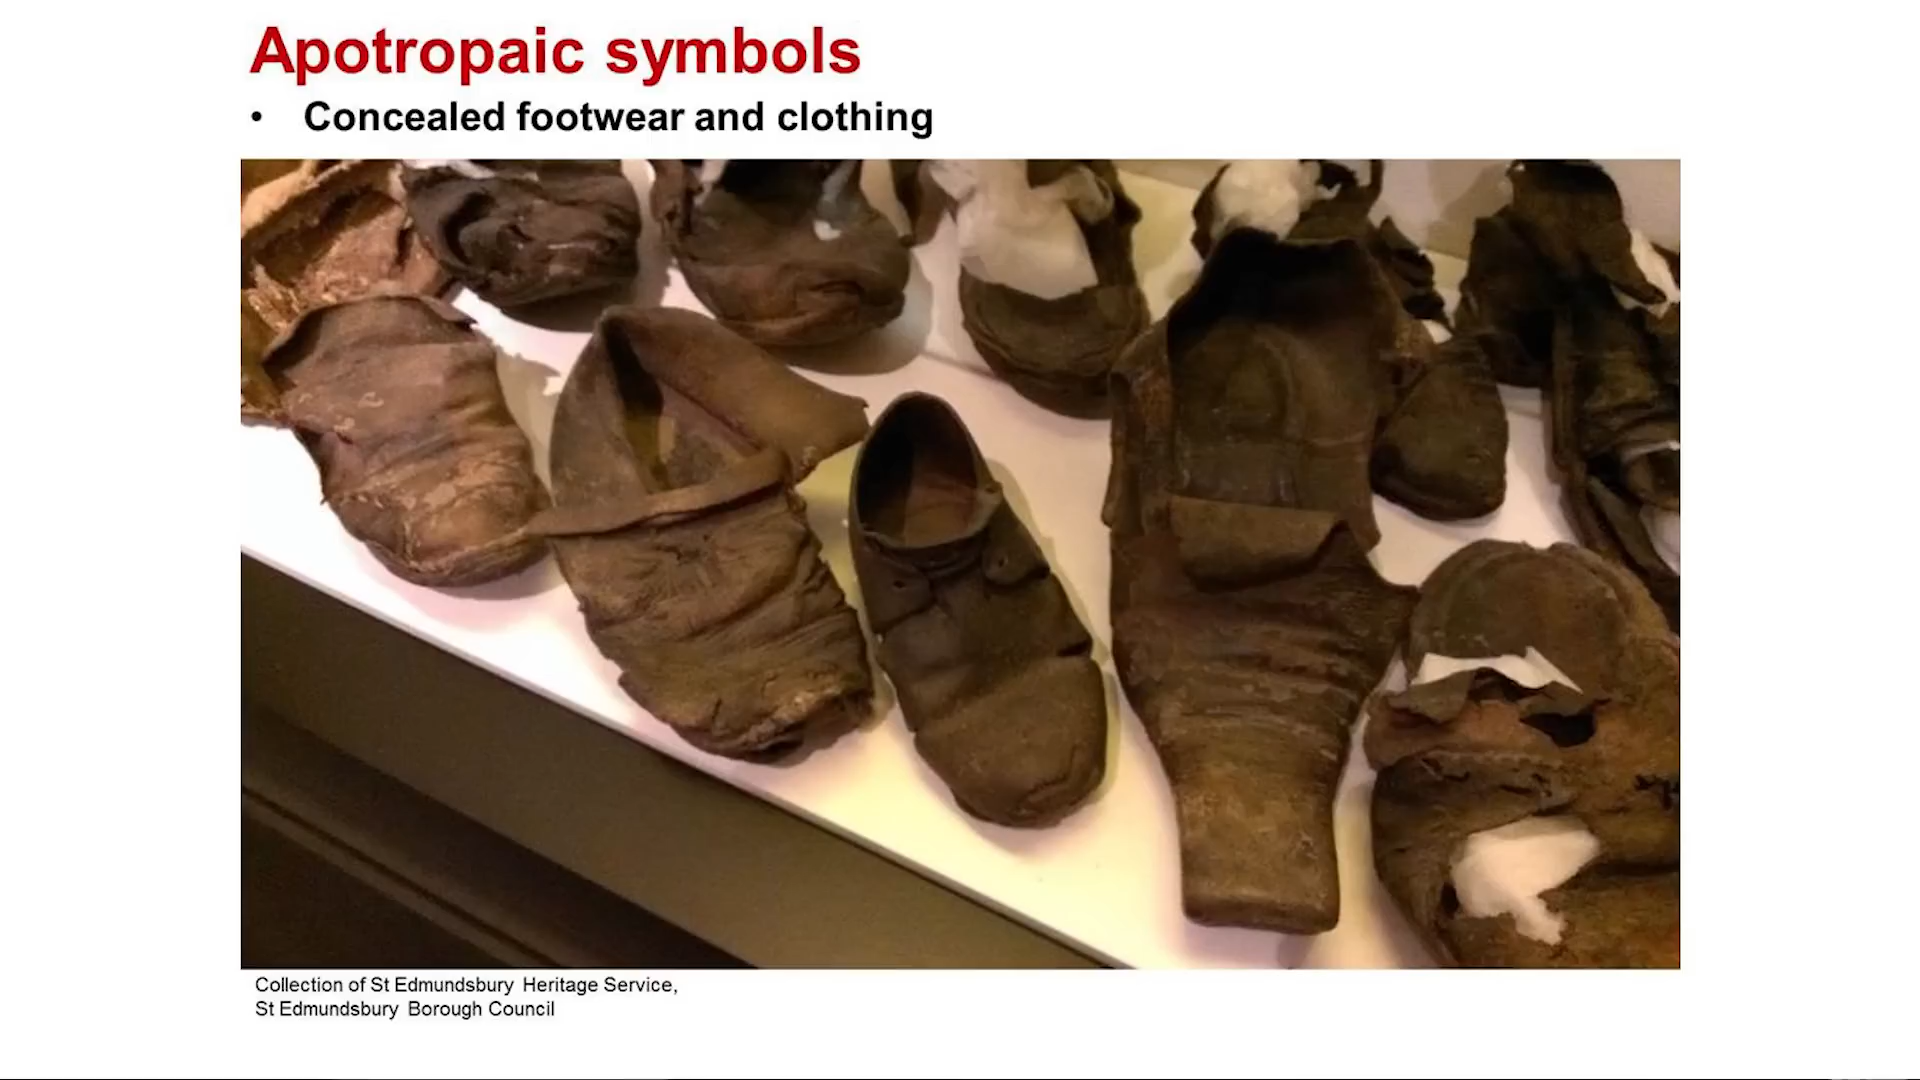 Apotropaic symbols
• Concealed footwear and clothing
Collection of St Edmundsbury Heritage Service,
St Edmundsbury Borough Council